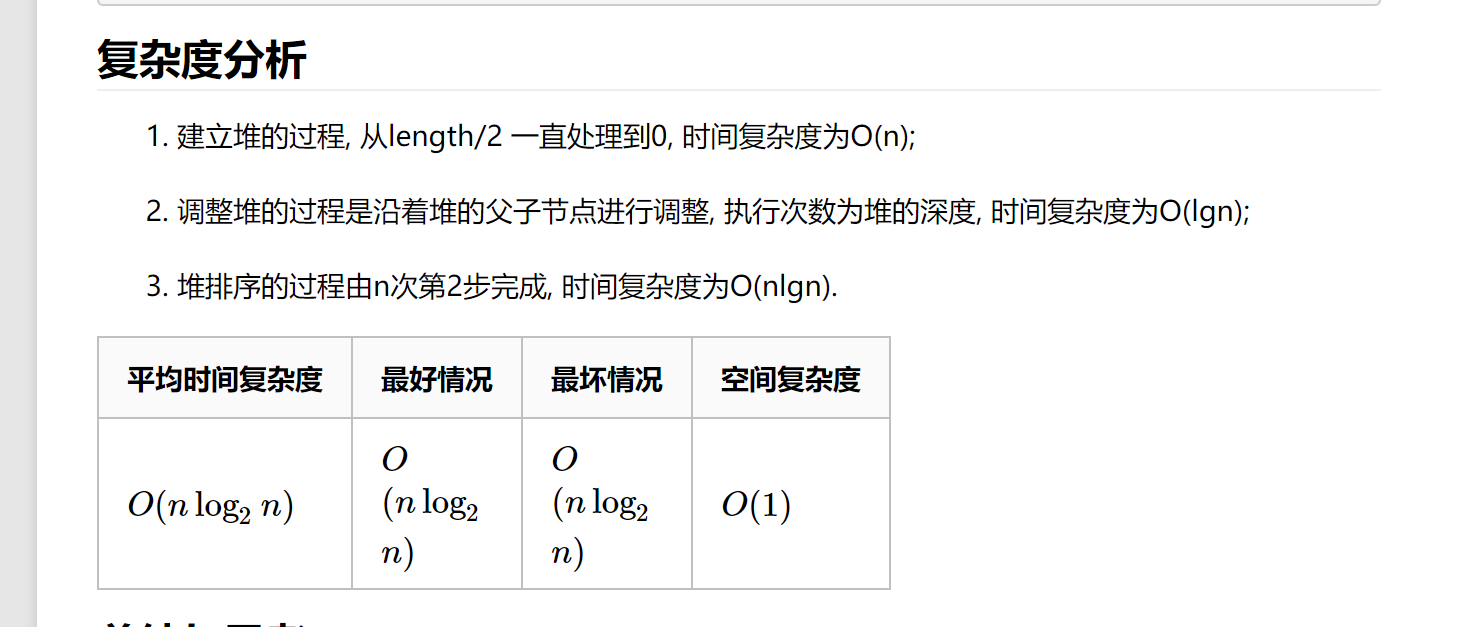 复杂度分析
1. 建立堆的过程, 从length/2 一直处理到0, 时间复杂度为O(n);
2. 调整堆的过程是沿着堆的父子节点进行调整, 执行次数为堆的深度, 时间复杂度为O(lgn);
3. 堆排序的过程由n次第2步完成, 时间复杂度为O(nlgn).
平均时间复杂度 最好情况 最坏情况 空间复杂度
O(n log₂ n)
O
(n log₂
n)
O
(n log₂
n)
O(1)